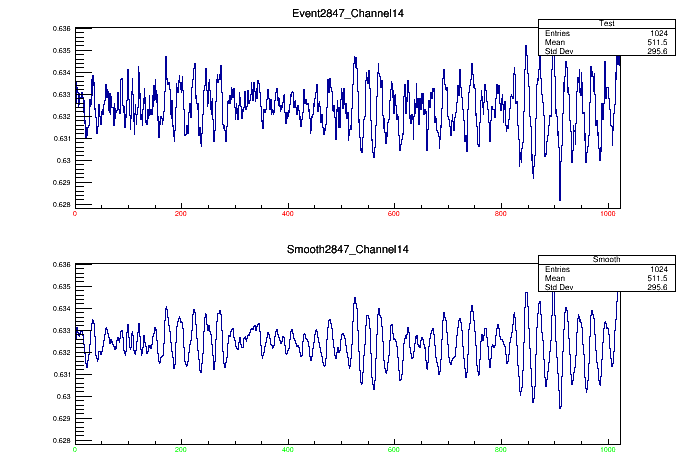 Event2847_Channel14
Test
Entries 1024
Mean 511.5
Std Dev 295.6
0.636
0.635
0.634
0.633
0.632
0.631
0.63
0.629
0.628
0 200 400 600 800 1000
Smooth2847_Channel14
Smooth
Entries 1024
Mean 511.5
Std Dev 295.6
0.636
0.635
0.634
0.633
0.632
0.631
0.63
0.629
0.628
0 200 400 600 800 1000